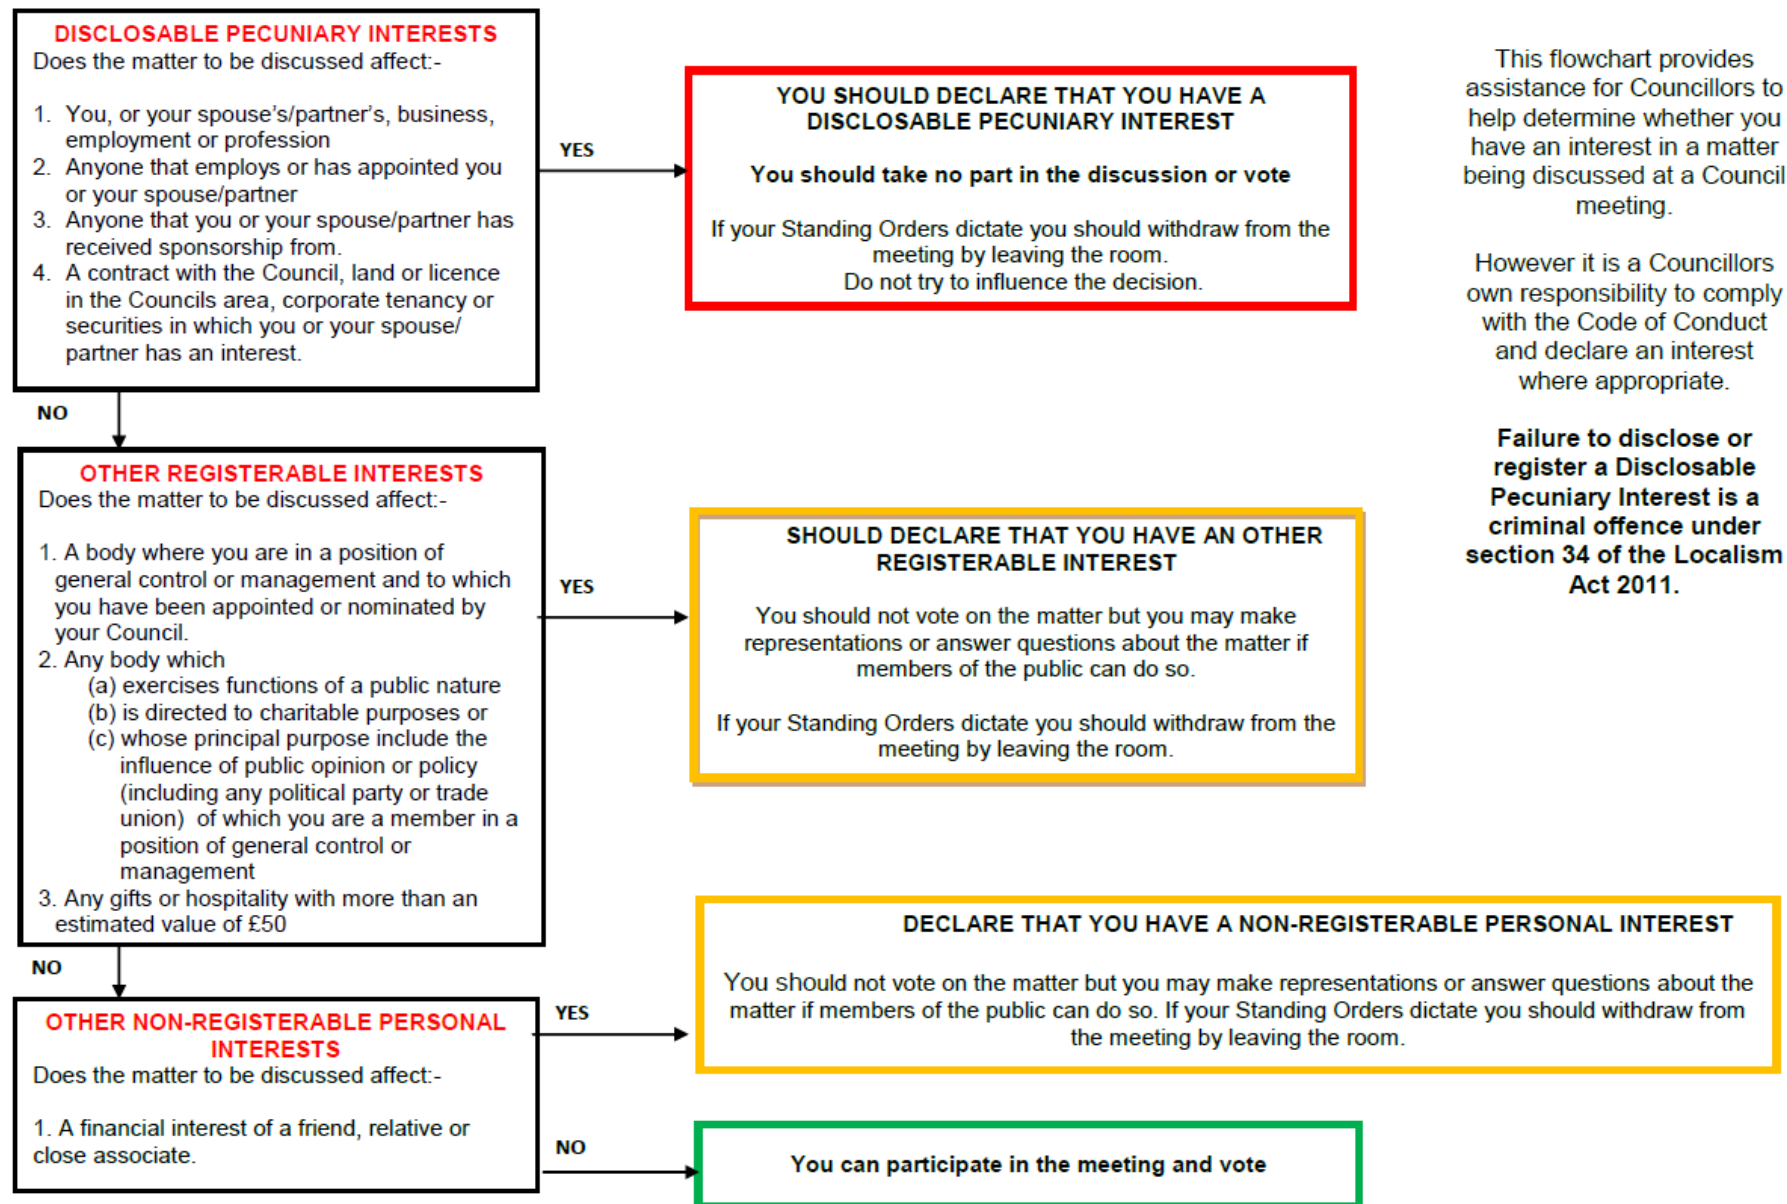 DISCLOSABLE PECUNIARY INTERESTS
Does the matter to be discussed affect:-
1. You, or your spouse's/partner's, business,
employment or profession
2. Anyone that employs or has appointed you
or your spouse/partner
3. Anyone that you or your spouse/partner has
received sponsorship from.
4. A contract with the Council, land or licence
in the Councils area, corporate tenancy or
securities in which you or your spouse/
partner has an interest.
YES
YOU SHOULD DECLARE THAT YOU HAVE A
DISCLOSABLE PECUNIARY INTEREST
You should take no part in the discussion or vote
If your Standing Orders dictate you should withdraw from the
meeting by leaving the room.
Do not try to influence the decision.
This flowchart provides
assistance for Councillors to
help determine whether you
have an interest in a matter
being discussed at a Council
meeting.
However it is a Councillors
own responsibility to comply
with the Code of Conduct
and declare an interest
where appropriate.
Failure to disclose or
register a Disclosable
Pecuniary Interest is a
criminal offence under
section 34 of the Localism
Act 2011.
NO
OTHER REGISTERABLE INTERESTS
Does the matter to be discussed affect:-
1. A body where you are in a position of
general control or management and to which
you have been appointed or nominated by
your Council.
2. Any body which
(a) exercises functions of a public nature
(b) is directed to charitable purposes or
(c) whose principal purpose include the
influence of public opinion or policy
(including any political party or trade
union) of which you are a member in a
position of general control or
management
3. Any gifts or hospitality with more than an
estimated value of £50
YES
SHOULD DECLARE THAT YOU HAVE AN OTHER
REGISTERABLE INTEREST
You should not vote on the matter but you may make
representations or answer questions about the matter if
members of the public can do so.
If your Standing Orders dictate you should withdraw from the
meeting by leaving the room.
NO
OTHER NON-REGISTERABLE PERSONAL
INTERESTS
Does the matter to be discussed affect:-
1. A financial interest of a friend, relative or
close associate.
YES
DECLARE THAT YOU HAVE A NON-REGISTERABLE PERSONAL INTEREST
You should not vote on the matter but you may make representations or answer questions about the
matter if members of the public can do so. If your Standing Orders dictate you should withdraw from
the meeting by leaving the room.
NO
You can participate in the meeting and vote